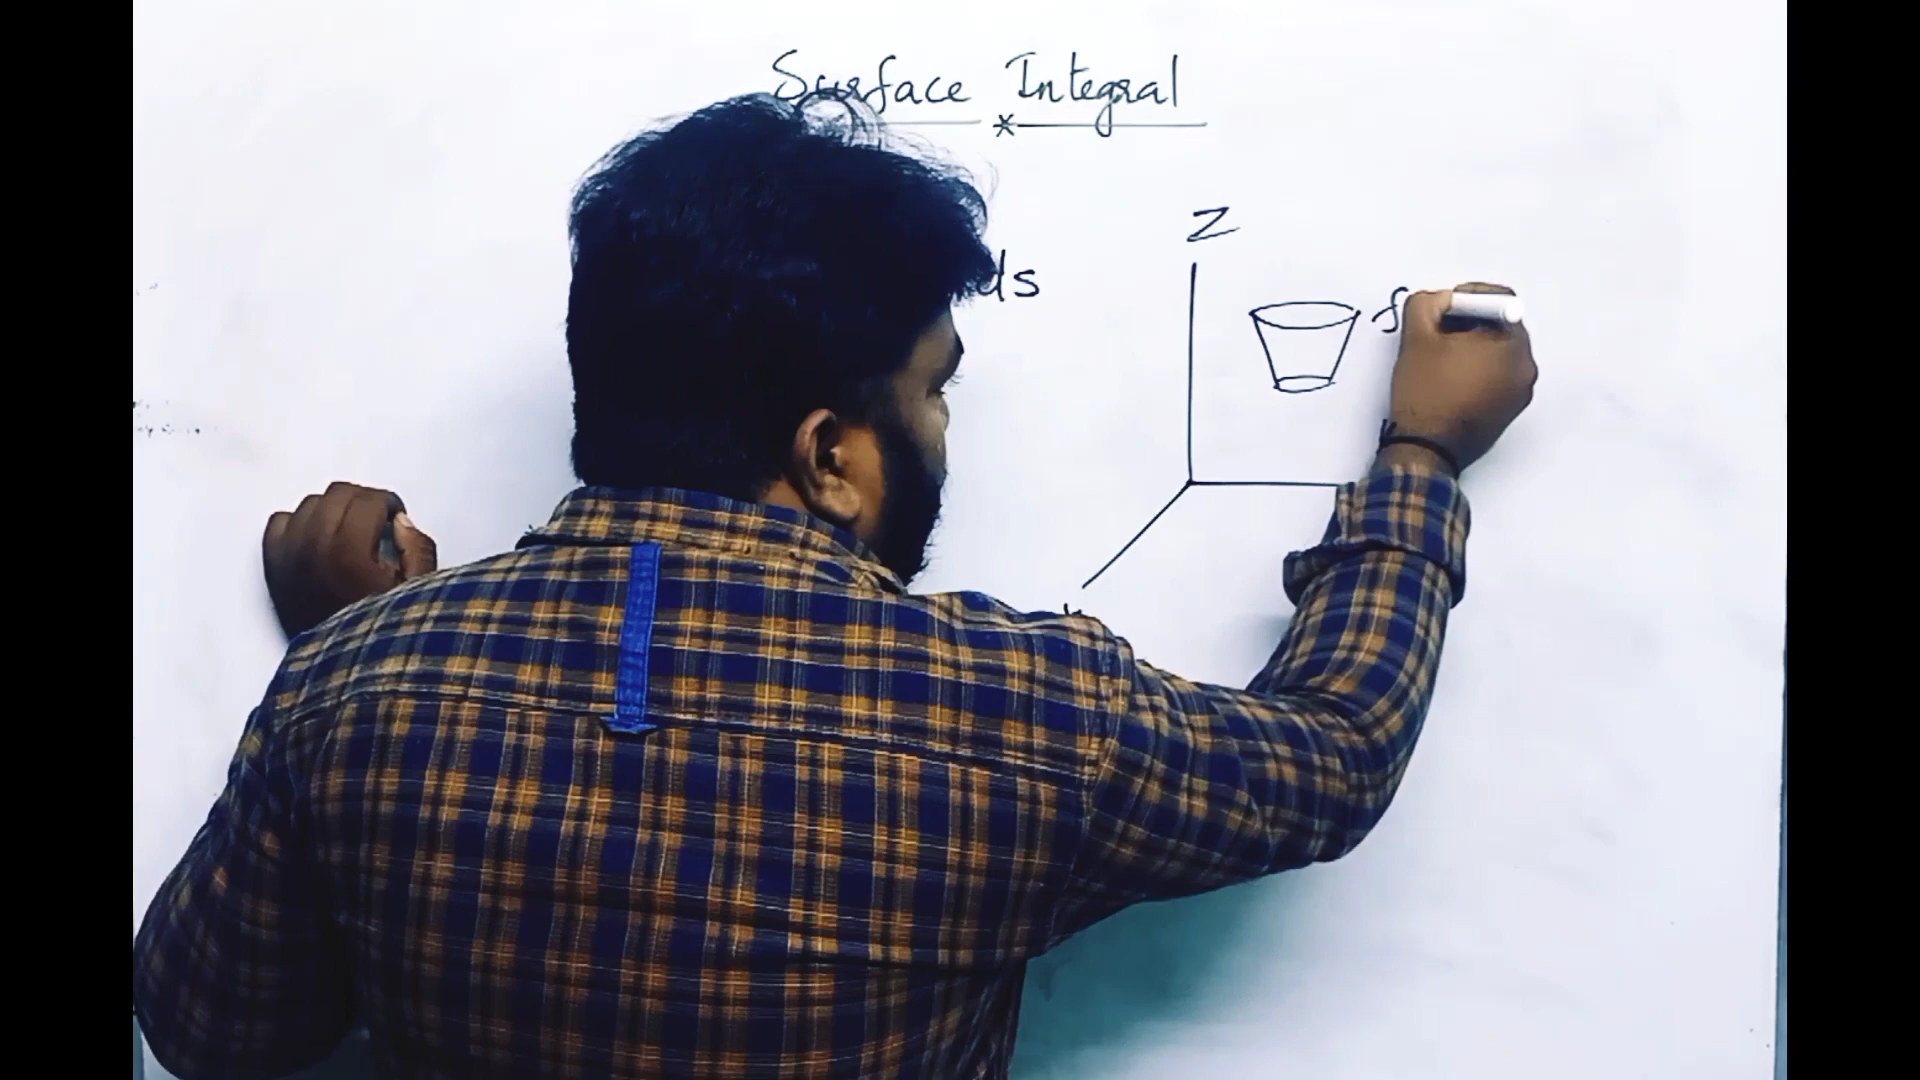 Surface Integral
Z
ds
f